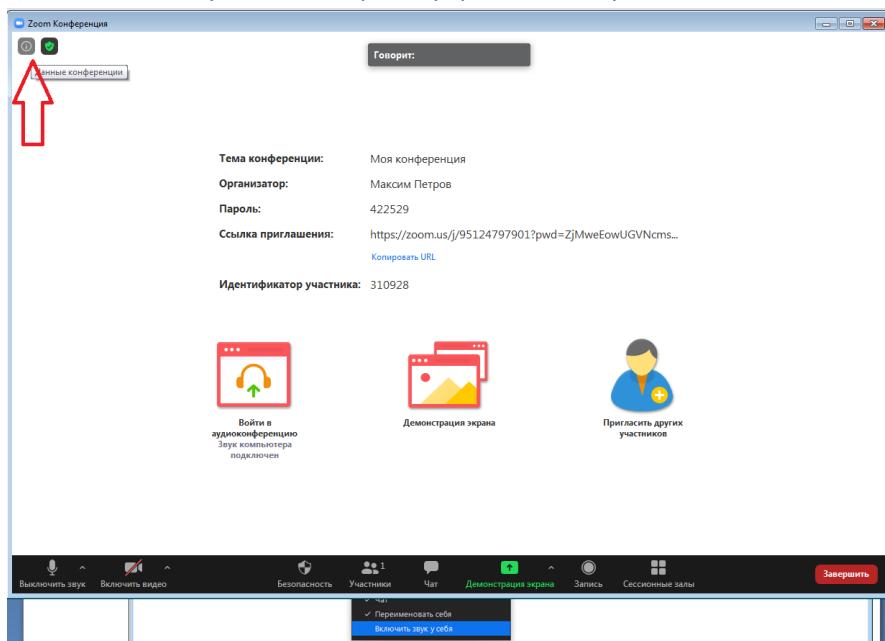 Zoom Конференция
Говорит:
Данные конференции
Тема конференции: Моя конференция
Организатор: Максим Петров
Пароль: 422529
Ссылка приглашения: https://zoom.us/j/95124797901?pwd=ZjMweEowUGVNcms...
Копировать URL
Идентификатор участника: 310928
Войти в
аудиоконференцию
Звук компьютера
подключен
Демонстрация экрана
Пригласить других
участников
1
Выключить звук Включить видео Безопасность Участники Чат Демонстрация экрана Запись Сессионные залы Завершить
Чат
Переименовать себя
Включить звук у себя